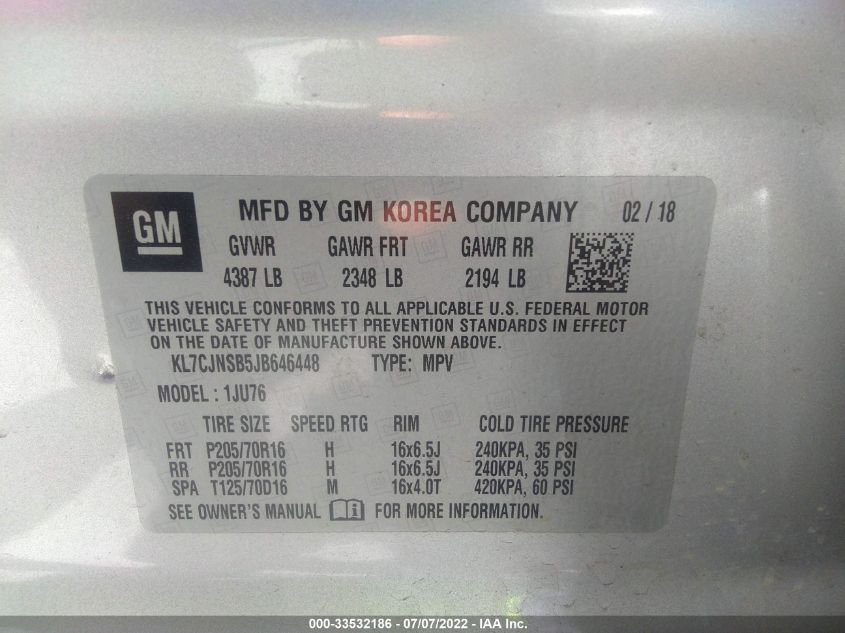 GM MFD BY GM KOREA COMPANY 02 / 18
GVWR GAWR FRT GAWR RR
4387 LB 2348 LB 2194 LB
THIS VEHICLE CONFORMS TO ALL APPLICABLE U.S. FEDERAL MOTOR
VEHICLE SAFETY AND THEFT PREVENTION STANDARDS IN EFFECT
ON THE DATE OF MANUFACTURE SHOWN ABOVE.
KL7CJNSB5JB646448 TYPE: MPV
MODEL : 1JU76
TIRE SIZE SPEED RTG RIM COLD TIRE PRESSURE
FRT P205/70R16 H 16x6.5J 240KPA, 35 PSI
RR P205/70R16 H 16x6.5J 240KPA, 35 PSI
SPA T125/70D16 M 16x4.0T 420KPA, 60 PSI
SEE OWNER'S MANUAL i FOR MORE INFORMATION.
000-33532186 - 07/07/2022 - © IAA, Inc.